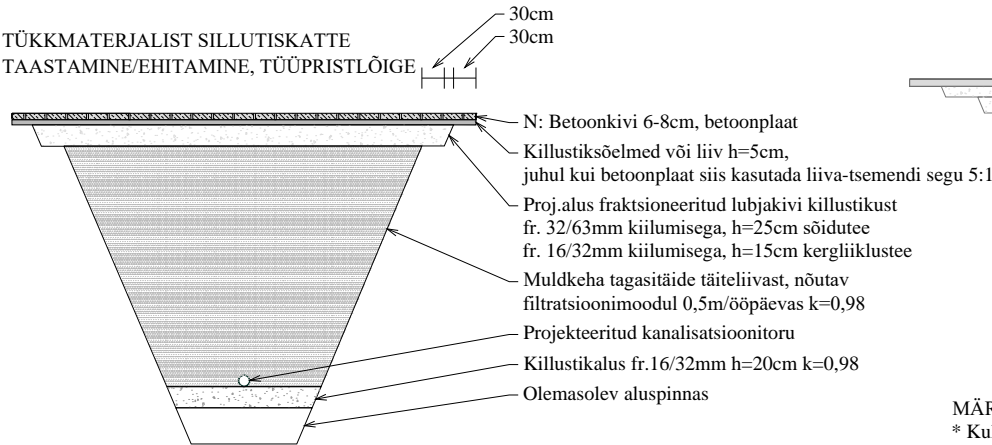 30cm
30cm
TÜKKMATERJALIST SILLUTISKATTE
TAASTAMINE/EHITAMINE, TÜÜPRISTLÕIGE
N: Betoonkivi 6-8cm, betoonplaat
Killustiksõelmed või liiv h=5cm,
juhul kui betoonplaat siis kasutada liiva-tsemendi segu 5:1
Proj.alus fraktsioneeritud lubjakivi killustikust
fr. 32/63mm kiilumisega, h=25cm sõidutee
fr. 16/32mm kiilumisega, h=15cm kergliiklustee
Muldkeha tagasitäide täiteliivast, nõutav
filtratsioonimoodul 0,5m/ööpäevas k=0,98
Projekteeritud kanalisatsioonitoru
Killustikalus fr.16/32mm h=20cm k=0,98
Olemasolev aluspinnas